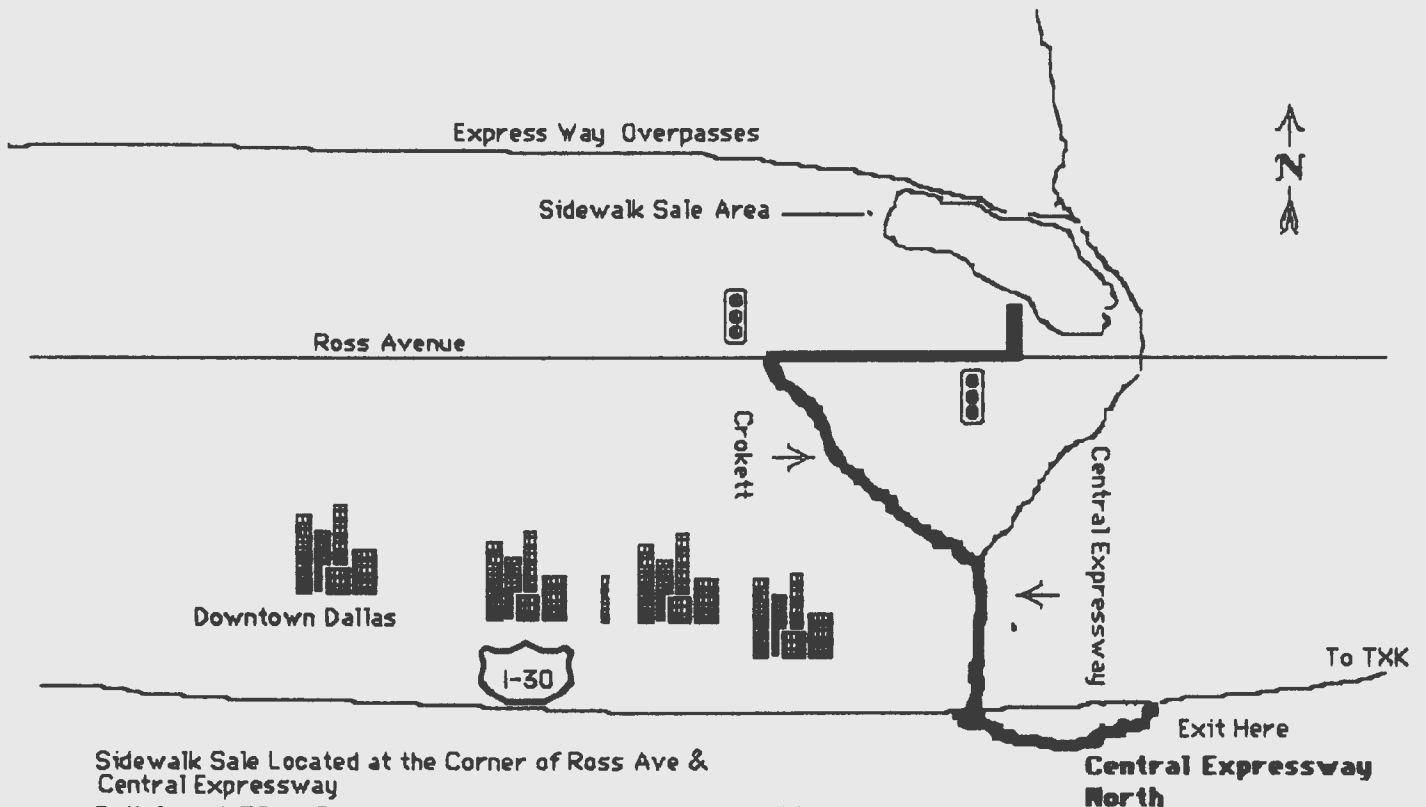 Express Way Overpasses
N
Sidewalk Sale Area
Ross Avenue
Crokett
Central Expressway
Downtown Dallas
I-30
To TXK
Exit Here
Central Expressway
North
Sidewalk Sale Located at the Corner of Ross Ave &
Central Expressway